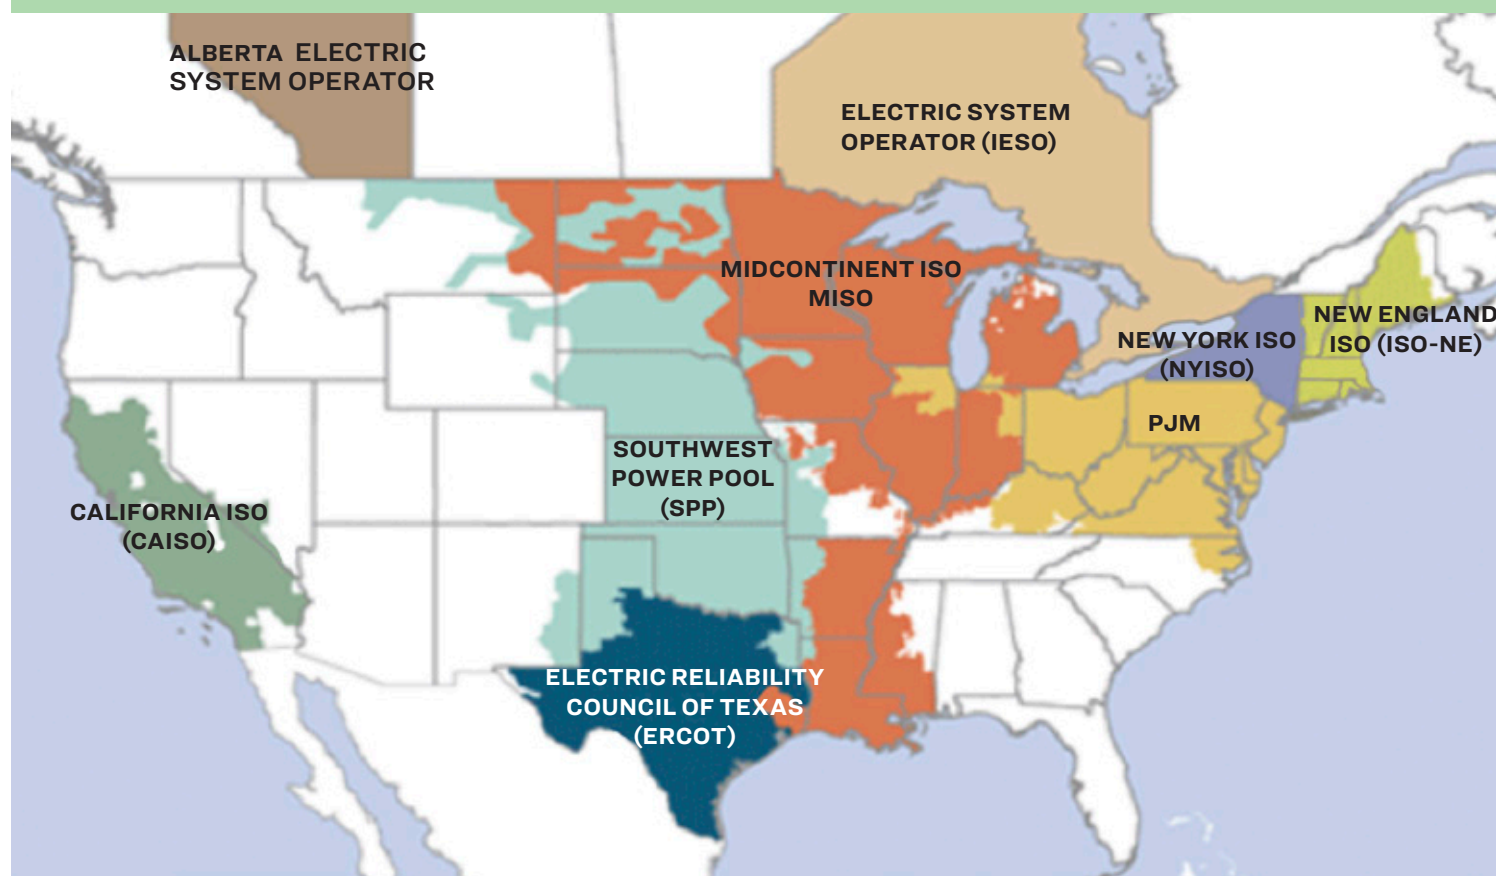 ALBERTA ELECTRIC
SYSTEM OPERATOR
ELECTRIC SYSTEM
OPERATOR (IESO)
MIDCONTINENT ISO
MISO
NEW ENGLAND
ISO (ISO-NE)
NEW YORK ISO
(NYISO)
PJM
SOUTHWEST
POWER POOL
(SPP)
CALIFORNIA ISO
(CAISO)
ELECTRIC RELIABILITY
COUNCIL OF TEXAS
(ERCOT)